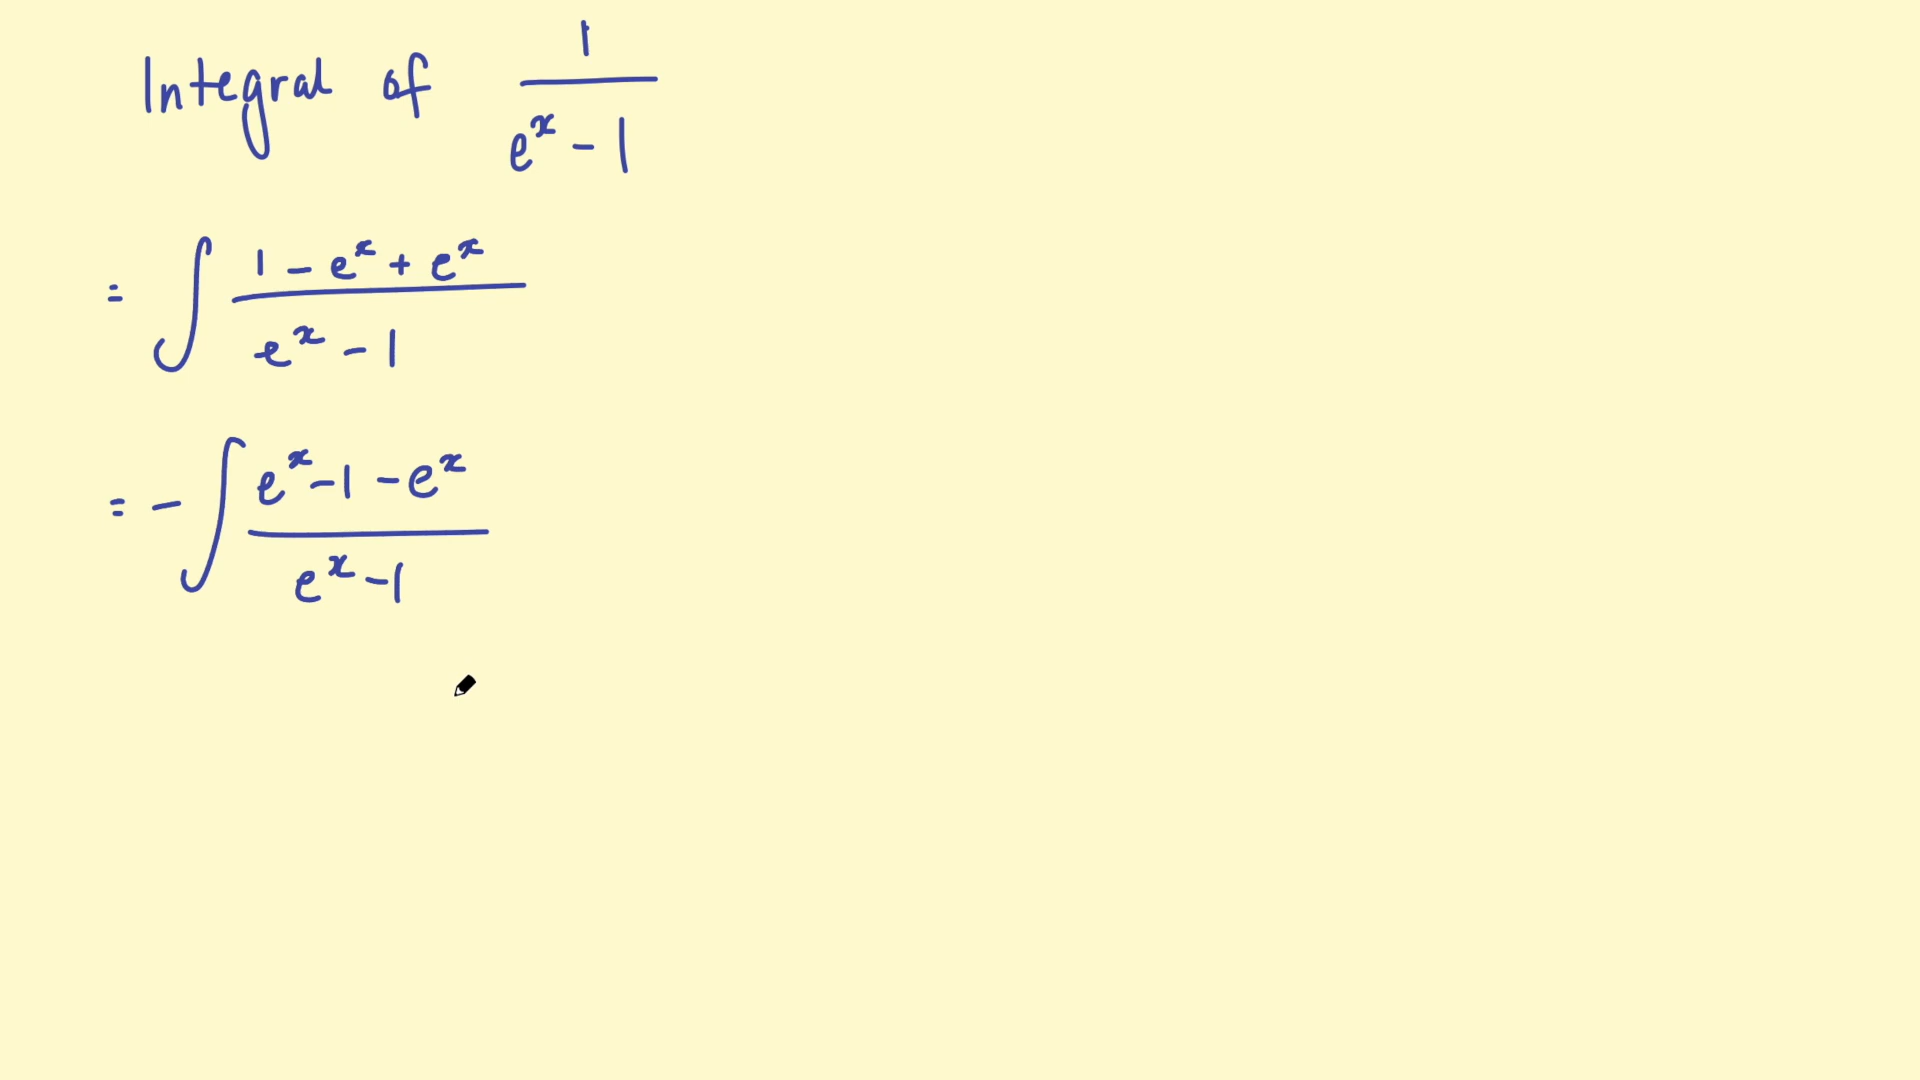 Integral of 1/(e^x - 1)
= ∫ (1 - e^x + e^x)/(e^x - 1)
= - ∫ (e^x - 1 - e^x)/(e^x - 1)